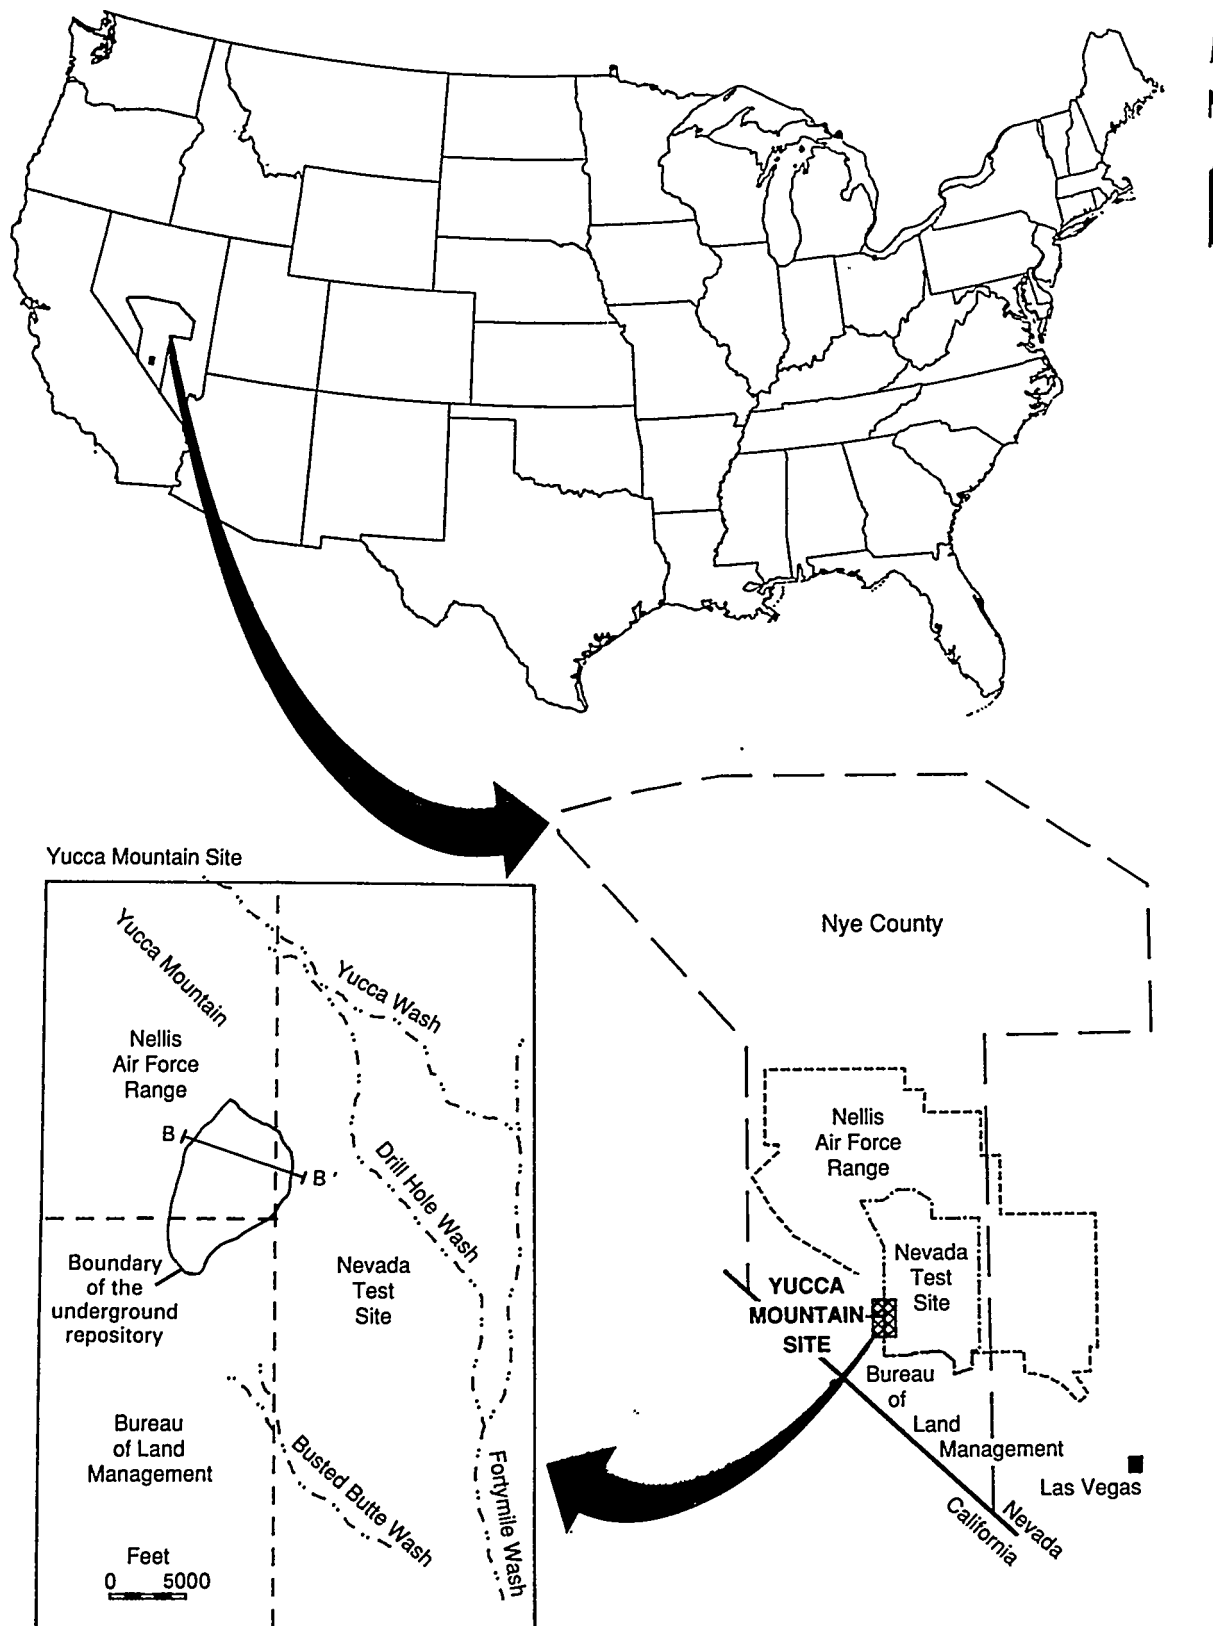 Yucca Mountain Site
Yucca Mountain
Nellis
Air Force
Range
Yucca Wash
B
B'
Drill Hole Wash
Boundary
of the
underground
repository
Nevada
Test
Site
Bureau
of Land
Management
Busted Butte Wash
Fortymile Wash
Feet
0 5000
Nye County
Nellis
Air Force
Range
Nevada
Test
Site
YUCCA
MOUNTAIN
SITE
Bureau
of
Land
Management
Las Vegas
Nevada
California